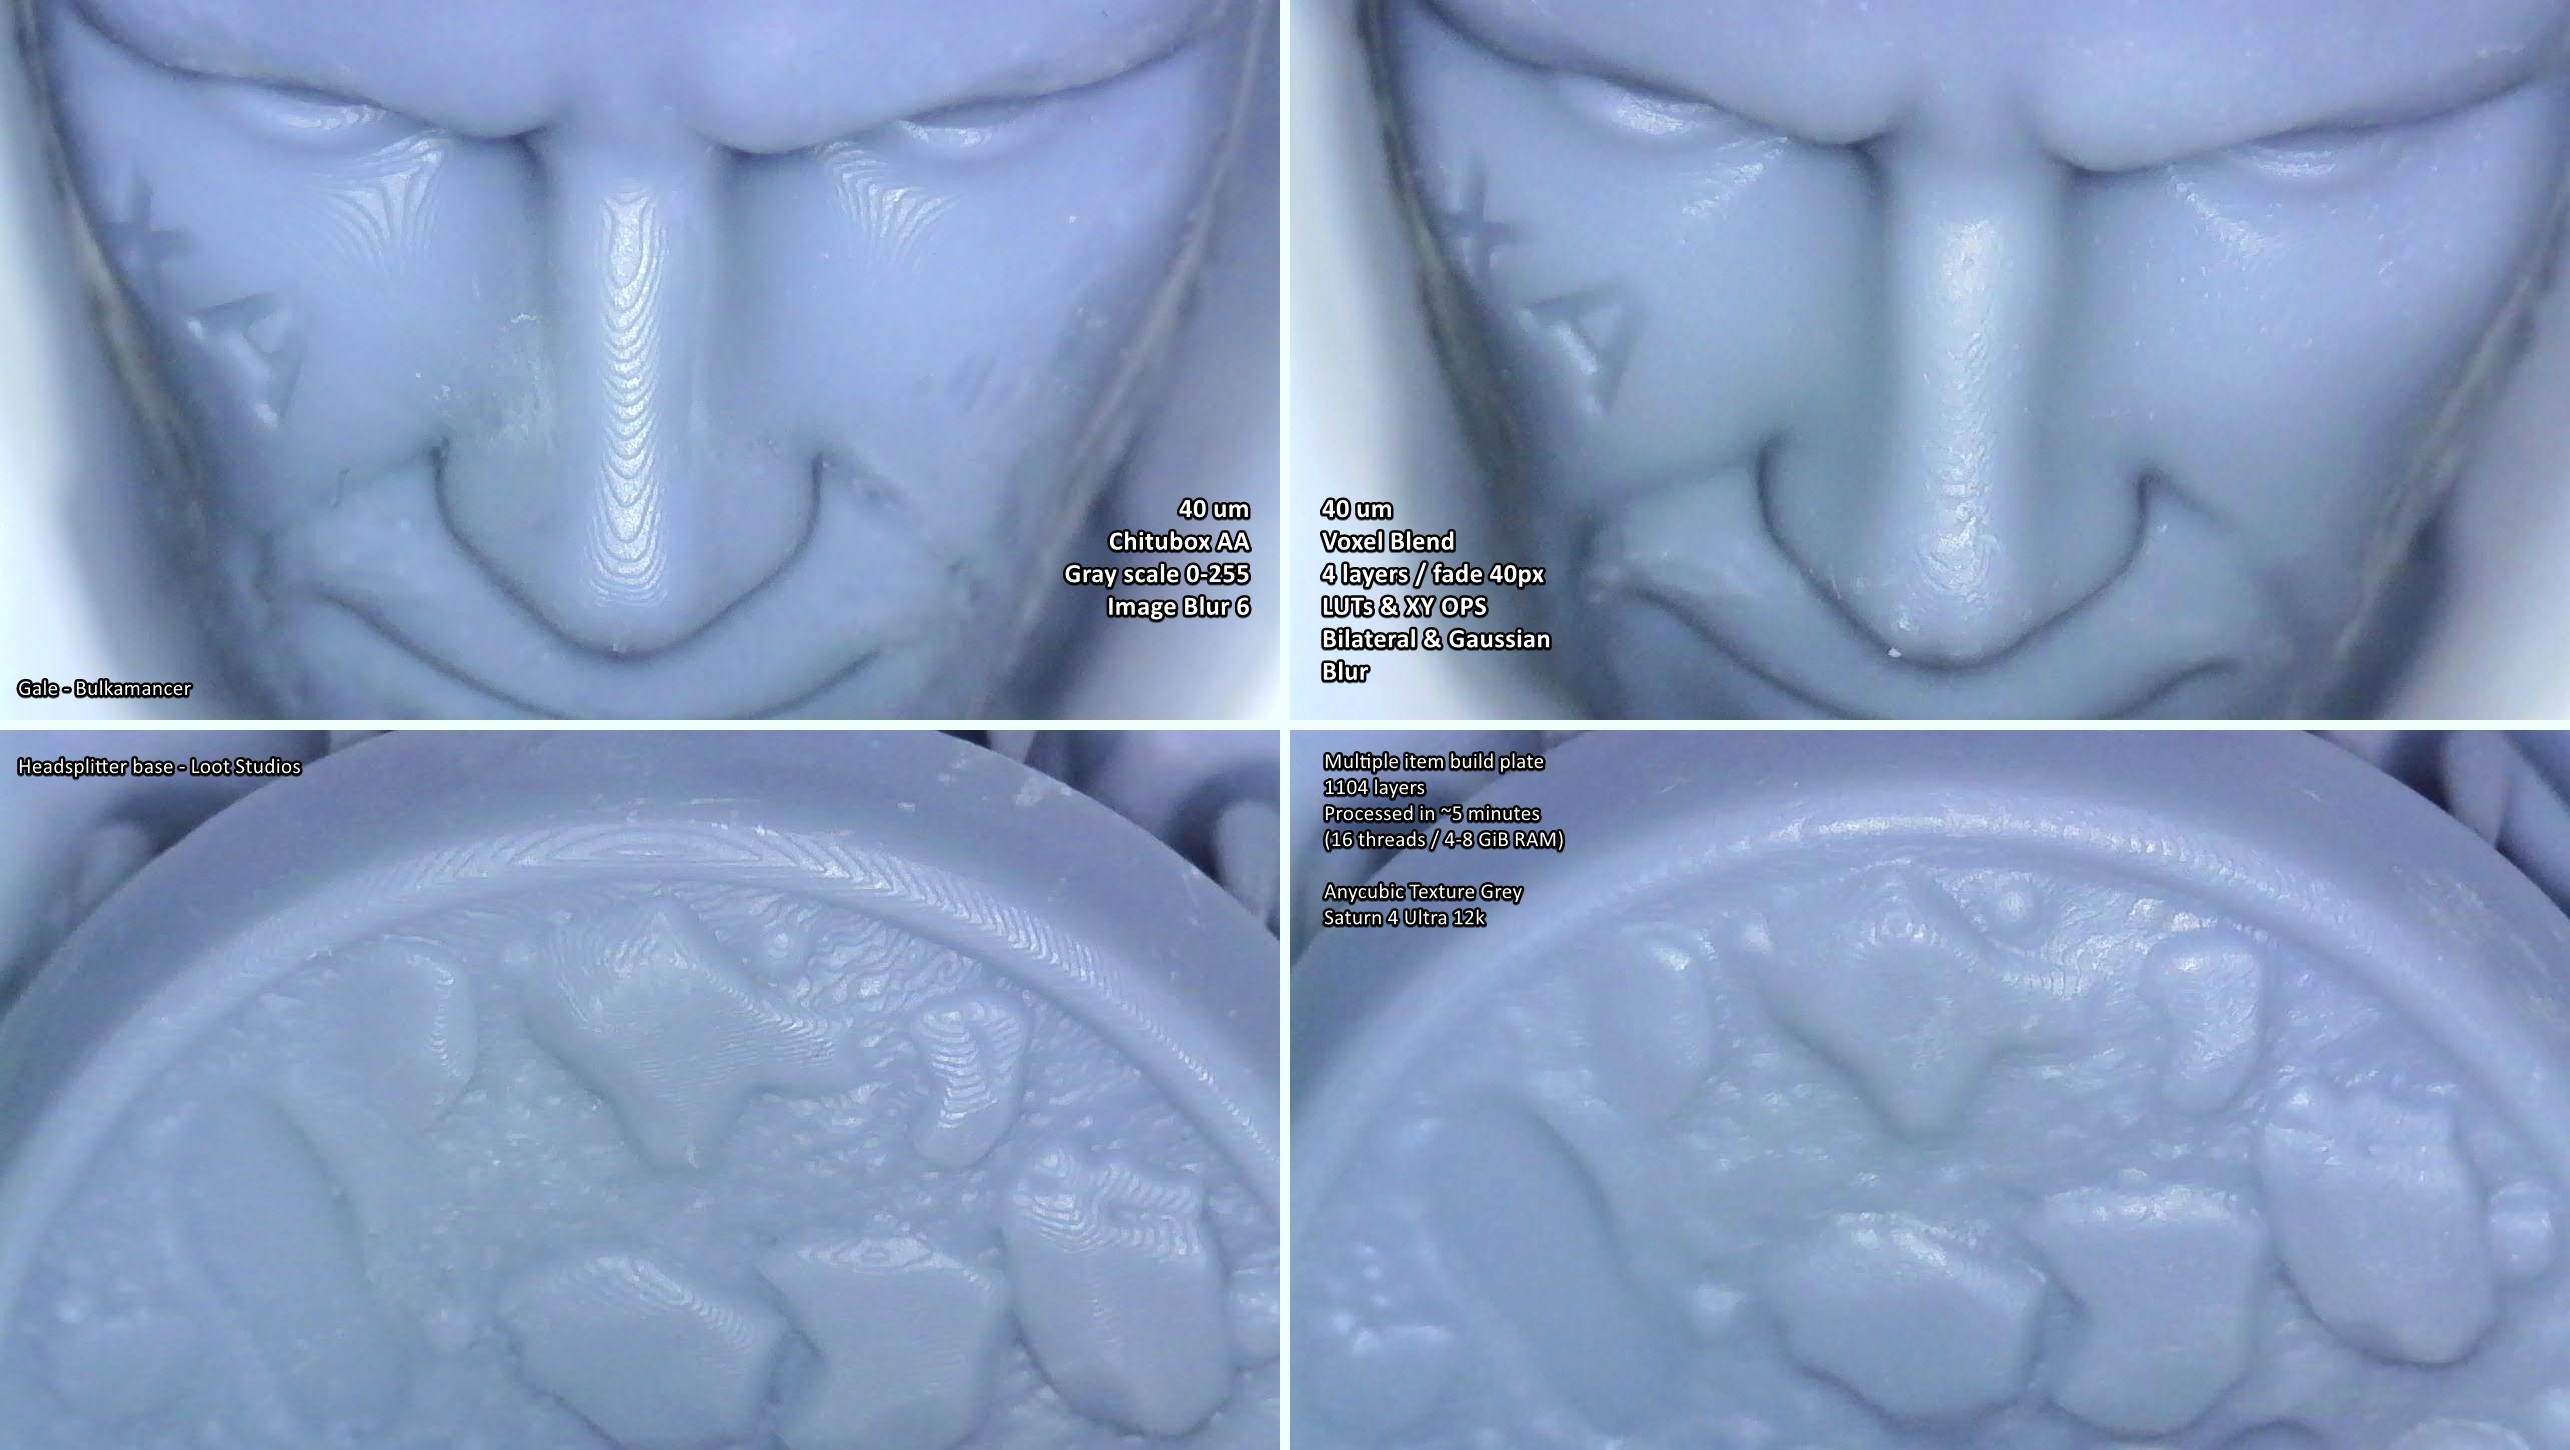 40 um
Chitubox AA
Gray scale 0-255
Image Blur 6
Gale - Bulkamancer
40 um
Voxel Blend
4 layers / fade 40px
LUTs & XY OPS
Bilateral & Gaussian
Blur
Headsplitter base - Loot Studios
Multiple item build plate
1104 layers
Processed in ~5 minutes
(16 threads / 4-8 GiB RAM)
Anycubic Texture Grey
Saturn 4 Ultra 12k